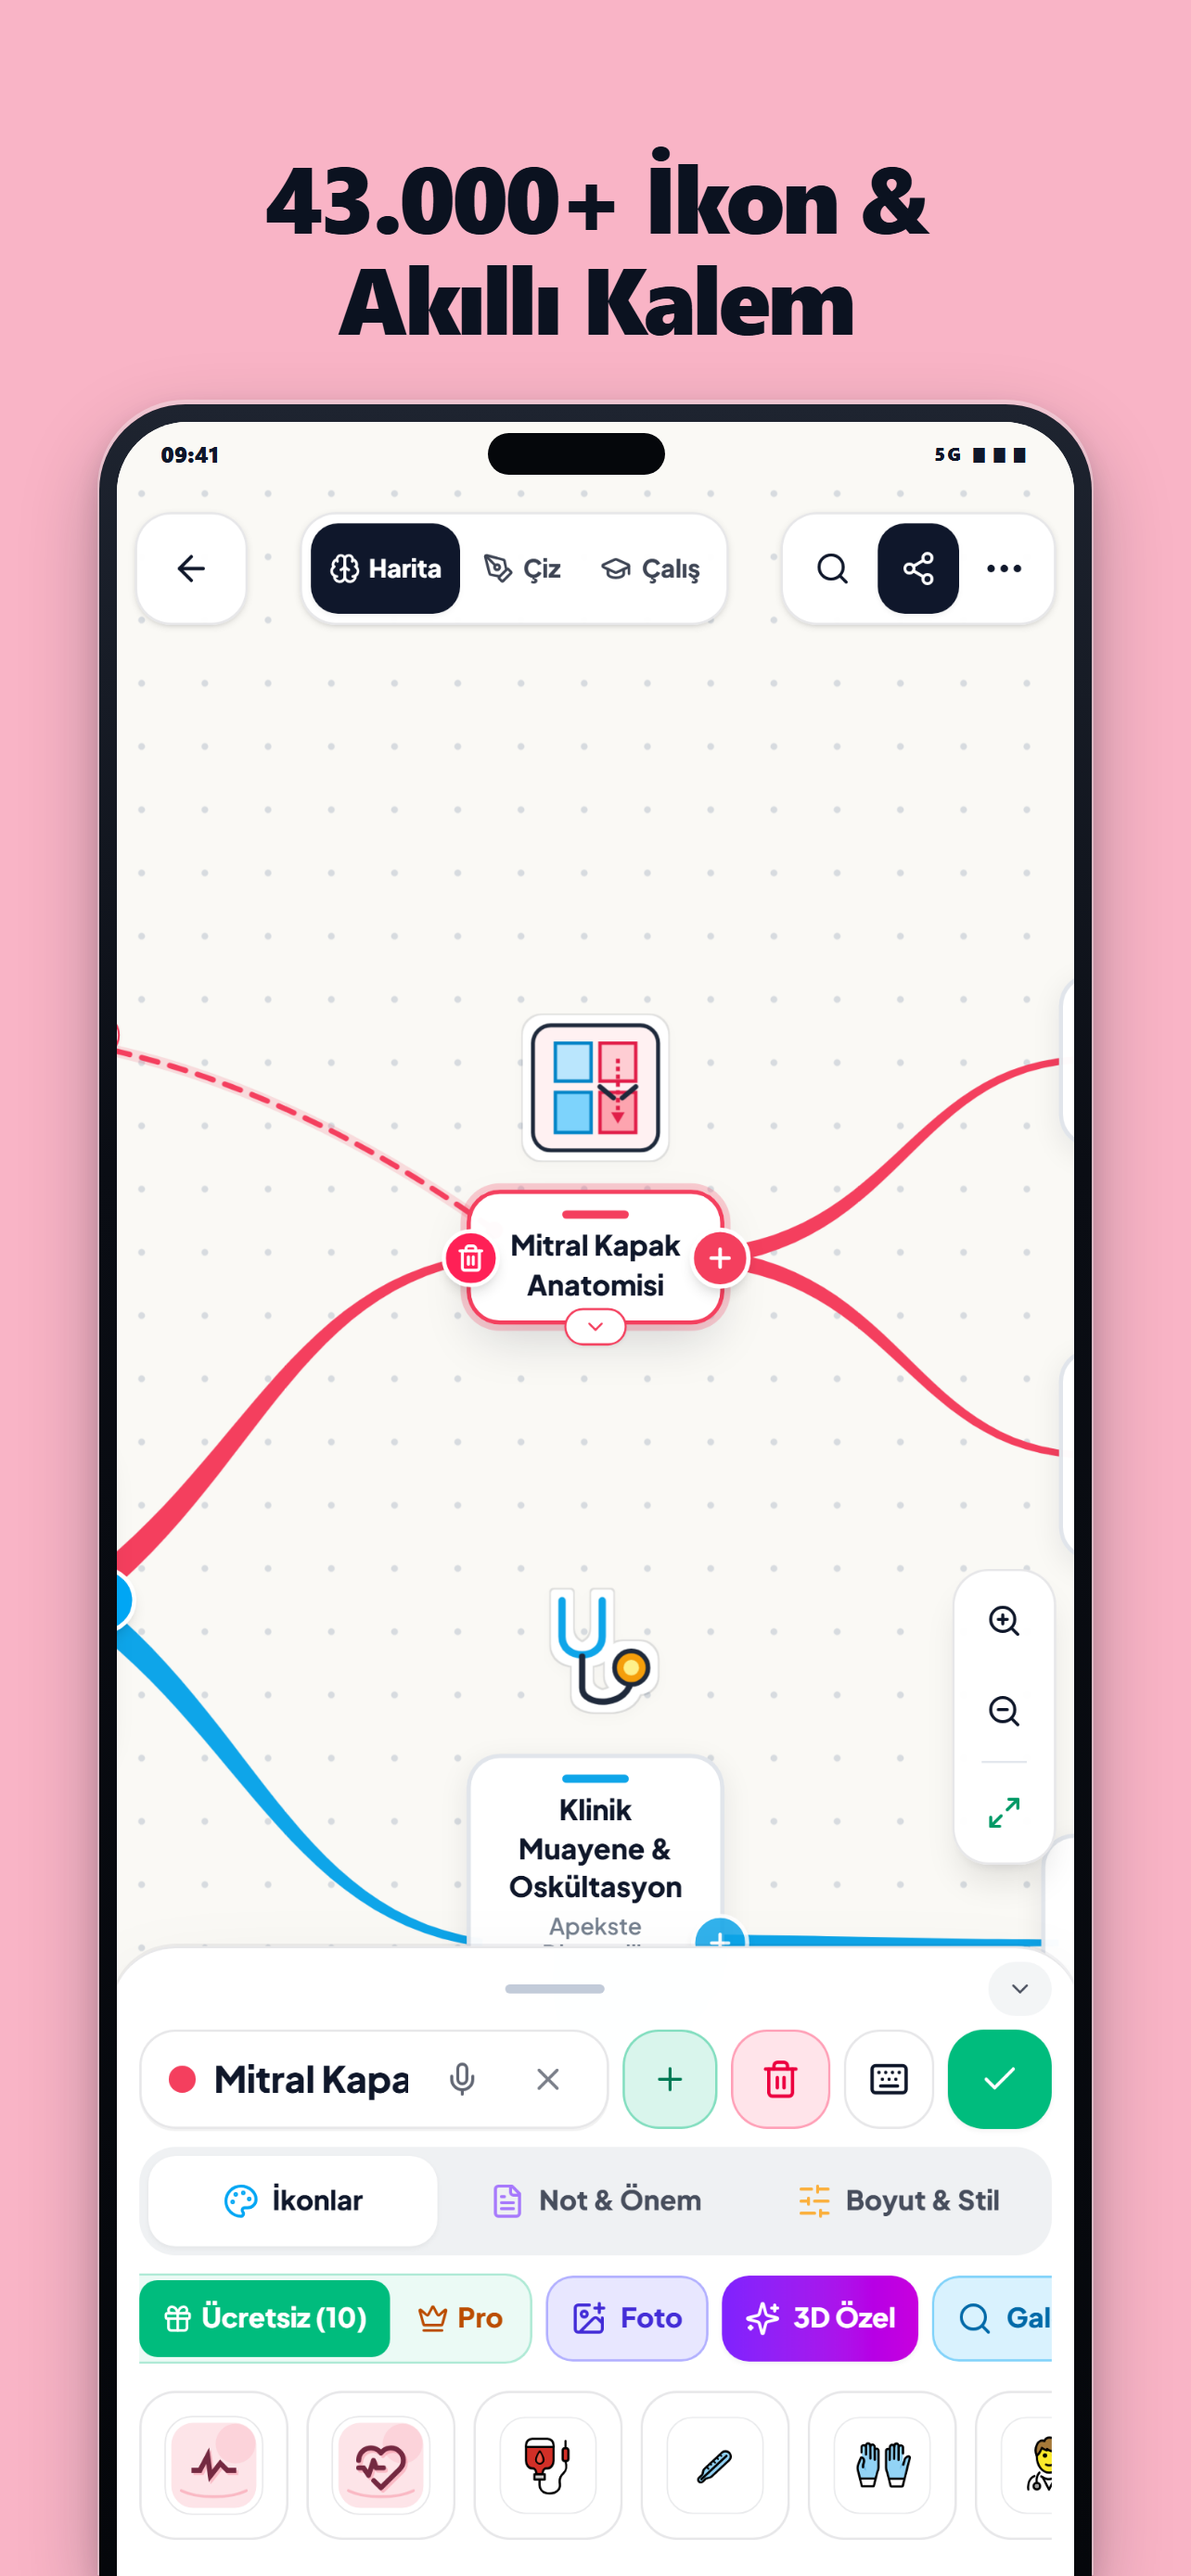 43.000+ İkon &
Akıllı Kalem
09:41
5G
Harita Çiz Çalış
Mitral Kapak
Anatomisi
Klinik
Muayene &
Oskültasyon
Apekste
Mitral Kapa
İkonlar Not & Önem Boyut & Stil
Ücretsiz (10) Pro Foto 3D Özel Gal